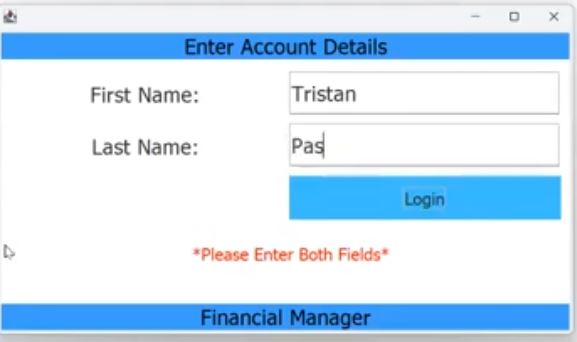 Enter Account Details
First Name: Tristan
Last Name: Pas
Login
*Please Enter Both Fields*
Financial Manager